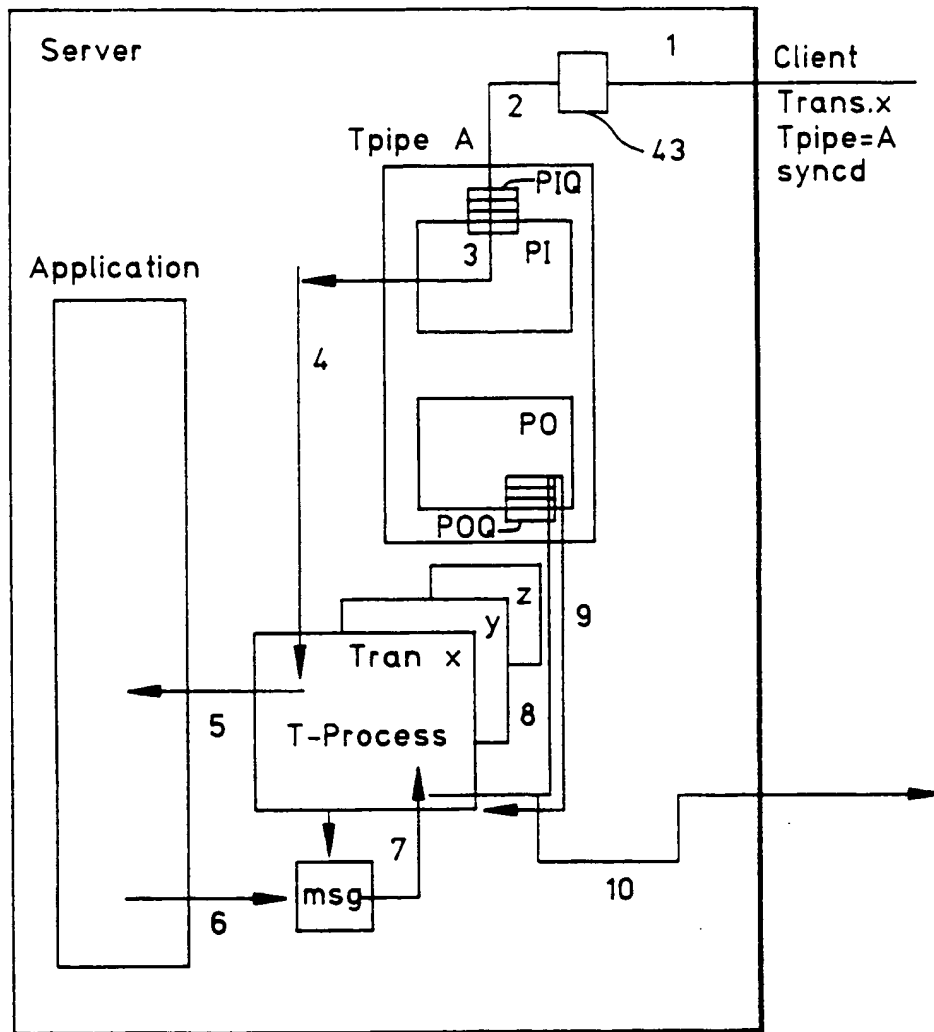 Server
1
Client
2
Trans.x
Tpipe=A
syncd
43
Tpipe A
PIQ
3
PI
Application
4
PO
POQ
z
y
9
Tran x
5
8
T-Process
7
msg
6
10